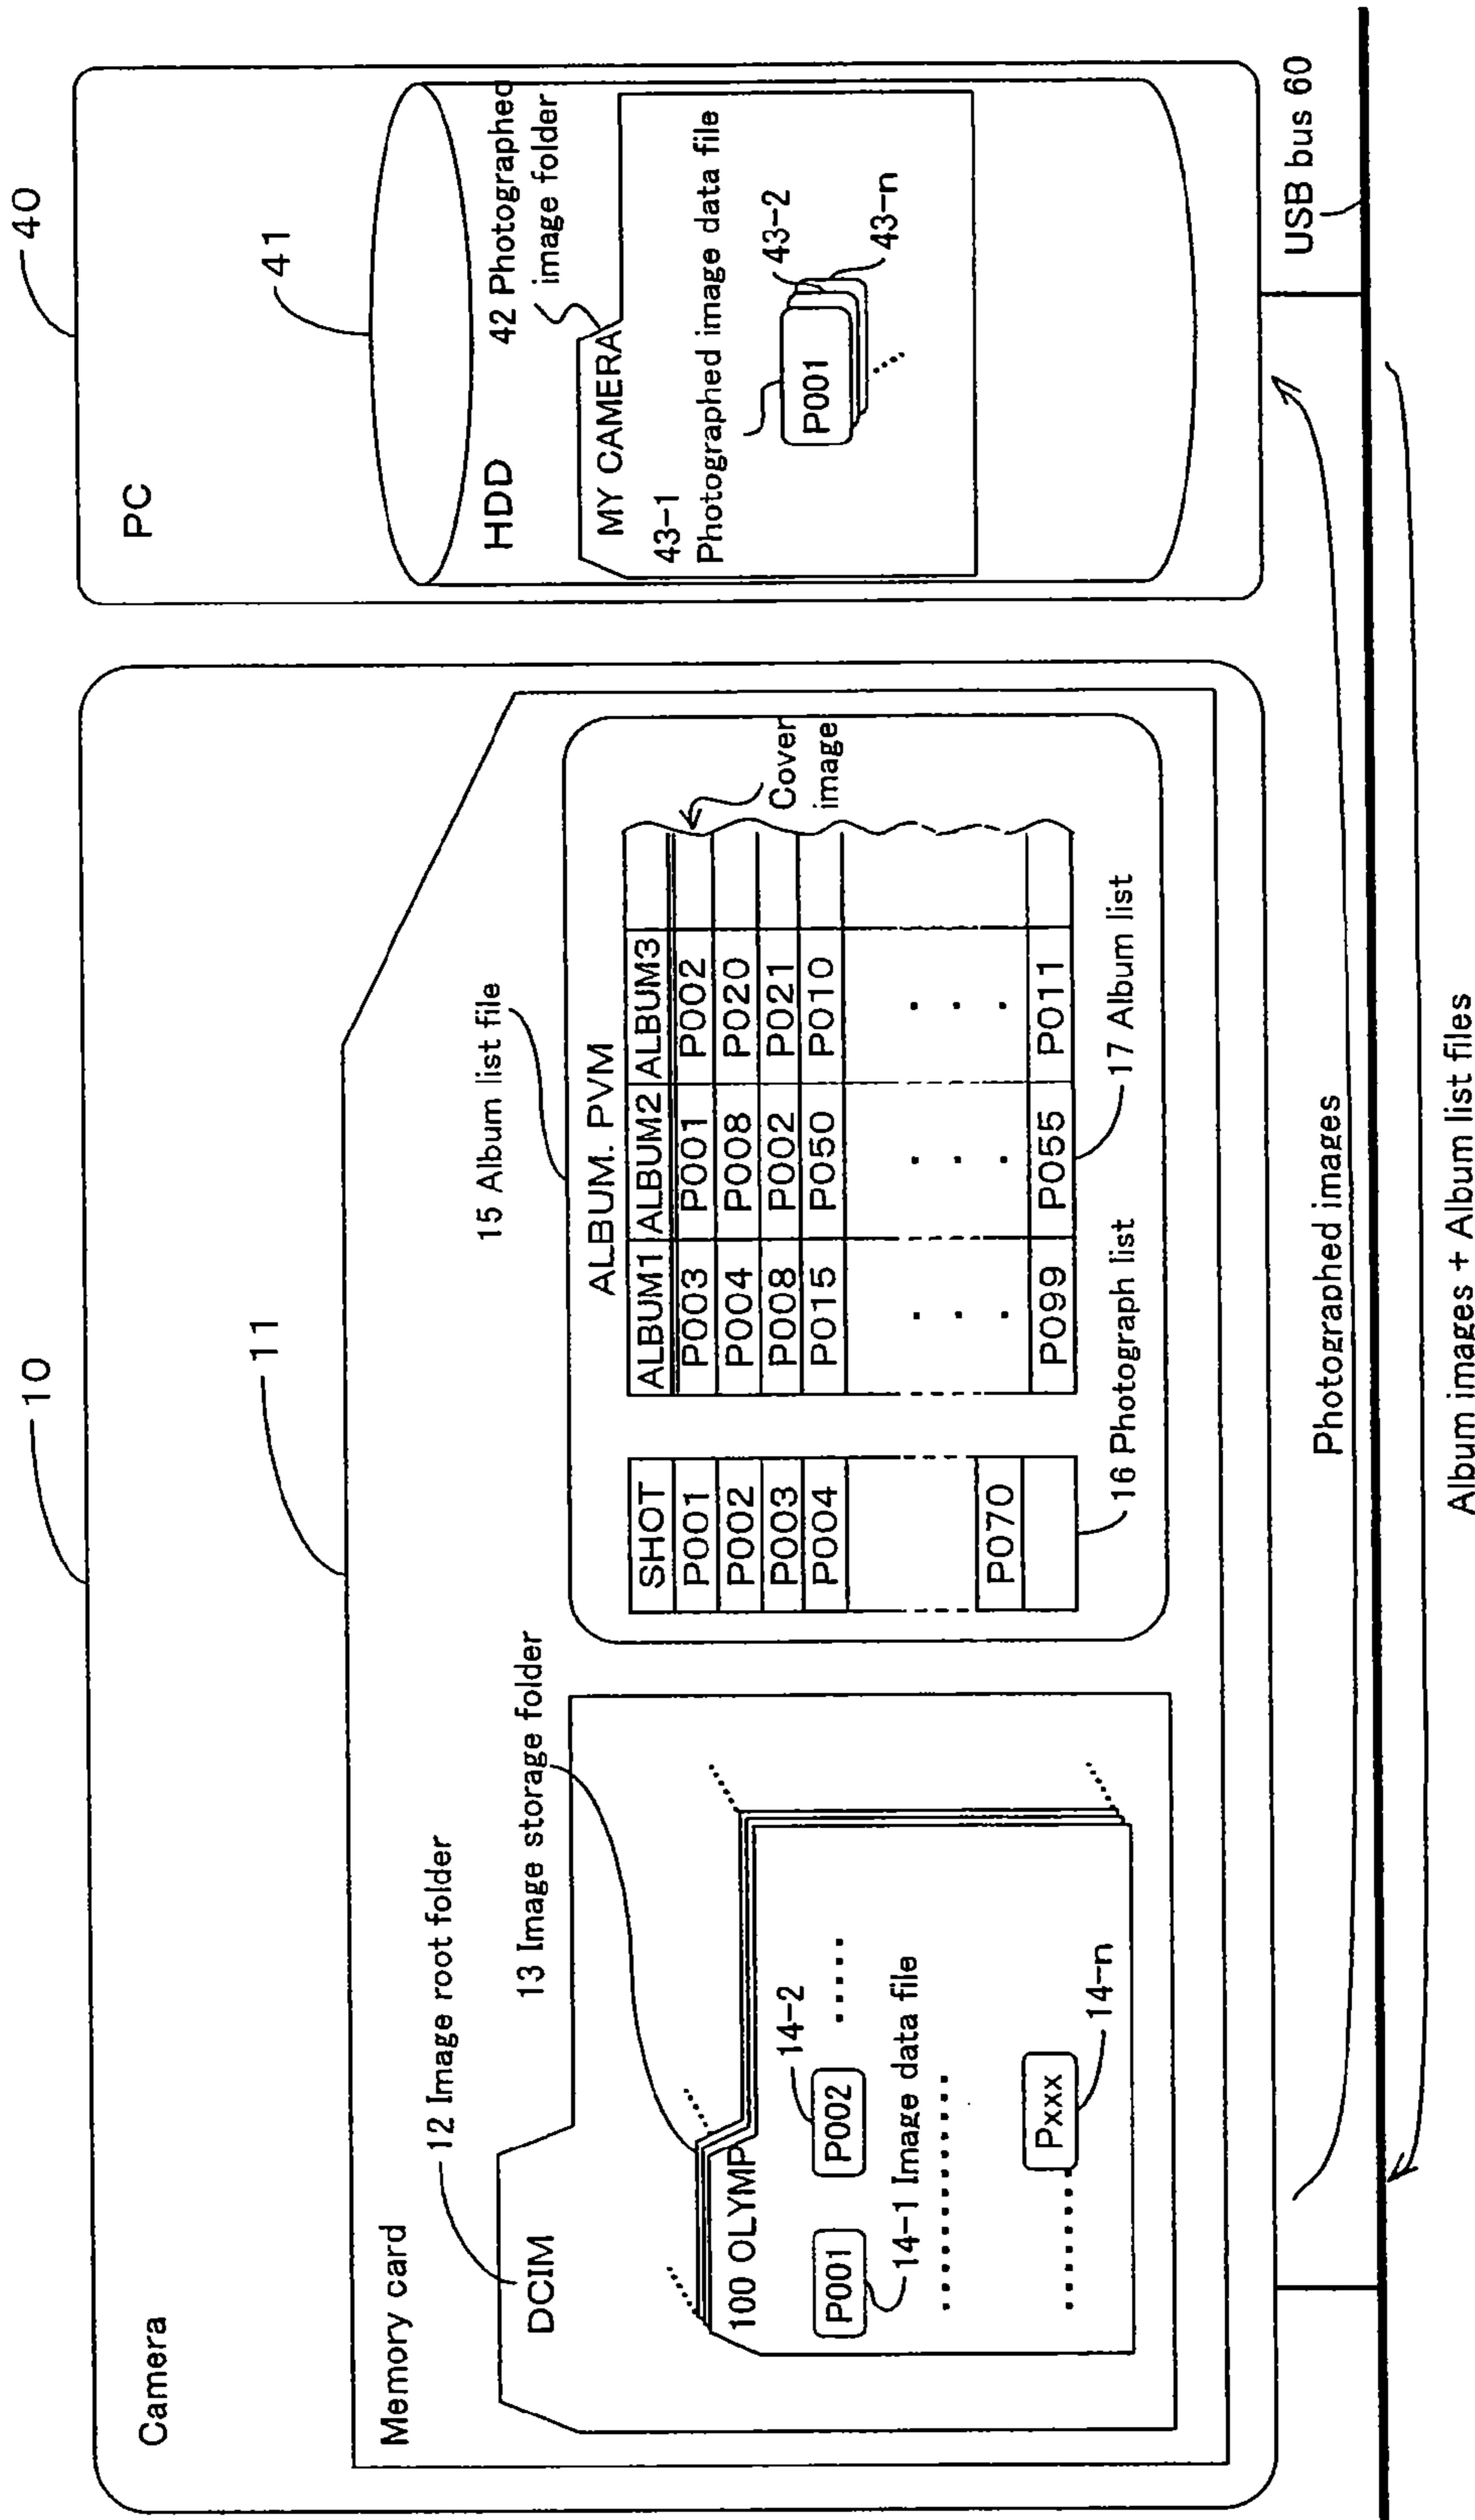 10
Camera
11
Memory card
12 Image root folder
DCIM
13 Image storage folder
100 OLYMP
P001
P002
14-2
14-1 Image data file
Pxxx
14-n
15 Album list file
ALBUM. PVM
SHOT
P001
P002
P003
P004
P070
16 Photograph list
ALBUM1 ALBUM2 ALBUM3
P003 P001 P002
P004 P008 P020
P008 P002 P021
P015 P050 P010
P099 P055 P011
17 Album list
Cover
image
40
PC
41
HDD
42 Photographed
image folder
MY CAMERA
43-1
Photographed image data file
P001
43-2
43-n
USB bus 60
Photographed images
Album images + Album list files